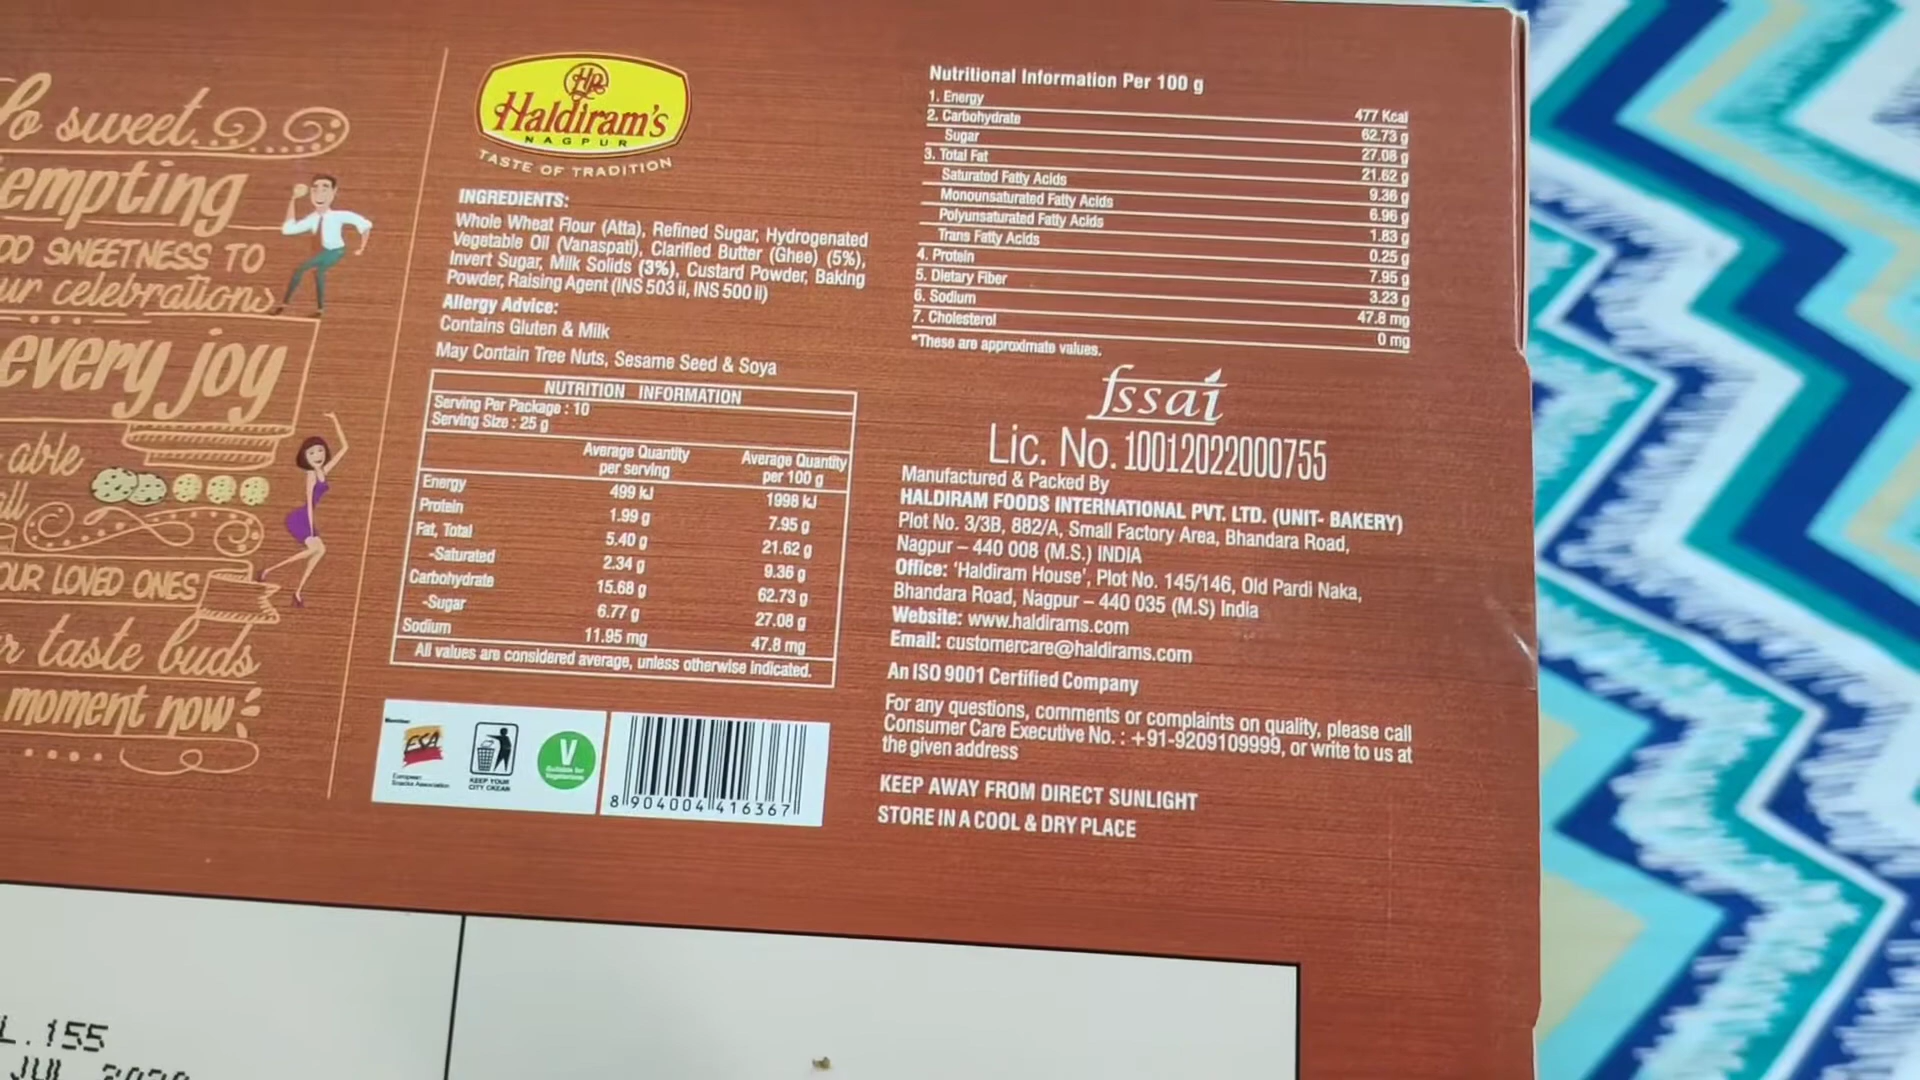 So sweet
tempting
ADD SWEETNESS TO
our celebrations
every joy
able
all
OUR LOVED ONES
r taste buds
moment now
Haldiram's
NAGPUR
TASTE OF TRADITION
INGREDIENTS:
Whole Wheat Flour (Atta), Refined Sugar, Hydrogenated
Vegetable Oil (Vanaspati), Clarified Butter (Ghee) (5%),
Invert Sugar, Milk Solids (3%), Custard Powder, Baking
Powder, Raising Agent (INS 503 ii, INS 500 II)
Allergy Advice:
Contains Gluten & Milk
May Contain Tree Nuts, Sesame Seed & Soya
NUTRITION INFORMATION
Serving Per Package : 10
Serving Size : 25 g
Average Quantity per serving Average Quantity per 100 g
Energy 499 kJ 1998 kJ
Protein 1.99 g 7.95 g
Fat, Total 5.40 g 21.62 g
-Saturated 2.34 g 9.36 g
Carbohydrate 15.68 g 62.73 g
-Sugar 6.77 g 27.08 g
Sodium 11.95 mg 47.8 mg
All values are considered average, unless otherwise indicated.
Member
ESA
European
Snacks Association
KEEP YOUR
CITY CLEAN
V
Suitable for
Vegetarians
8 904004 416367
Nutritional Information Per 100 g
1. Energy 477 Kcal
2. Carbohydrate 62.73 g
Sugar 27.08 g
3. Total Fat 21.62 g
Saturated Fatty Acids 9.36 g
Monounsaturated Fatty Acids 6.96 g
Polyunsaturated Fatty Acids 1.83 g
Trans Fatty Acids 0.25 g
4. Protein 7.95 g
5. Dietary Fiber 3.23 g
6. Sodium 47.8 mg
7. Cholesterol 0 mg
*These are approximate values.
fssai
Lic. No. 10012022000755
Manufactured & Packed By
HALDIRAM FOODS INTERNATIONAL PVT. LTD. (UNIT- BAKERY)
Plot No. 3/3B, 882/A, Small Factory Area, Bhandara Road,
Nagpur – 440 008 (M.S.) INDIA
Office: 'Haldiram House', Plot No. 145/146, Old Pardi Naka,
Bhandara Road, Nagpur – 440 035 (M.S) India
Website: www.haldirams.com
Email: customercare@haldirams.com
An ISO 9001 Certified Company
For any questions, comments or complaints on quality, please call
Consumer Care Executive No. : +91-9209109999, or write to us at
the given address
KEEP AWAY FROM DIRECT SUNLIGHT
STORE IN A COOL & DRY PLACE
L.155
JUL